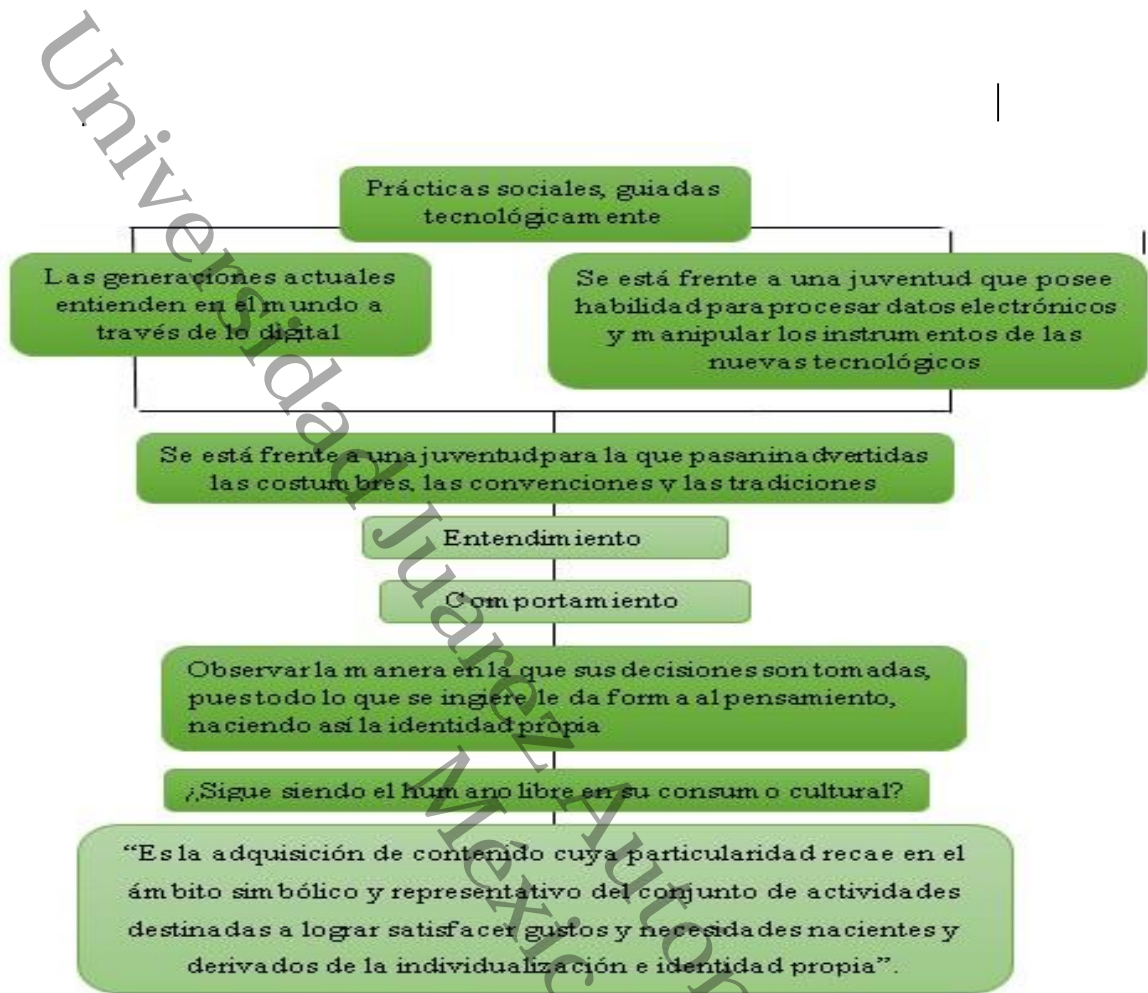 Prácticas sociales, guiadas
tecnológicamente
Las generaciones actuales
entienden en el mundo a
través de lo digital
Se está frente a una juventud que posee
habilidad para procesar datos electrónicos
y manipular los instrumentos de las
nuevas tecnológicos
Se está frente a una juventud para la que pasan inadvertidas
las costumbres, las convenciones y las tradiciones
Entendimiento
Comportamiento
Observar la manera en la que sus decisiones son tomadas,
pues todo lo que se ingiere le da forma al pensamiento,
naciendo así la identidad propia
¿Sigue siendo el humano libre en su consumo cultural?
“Es la adquisición de contenido cuya particularidad recae en el
ámbito simbólico y representativo del conjunto de actividades
destinadas a lograr satisfacer gustos y necesidades nacientes y
derivados de la individualización e identidad propia”.
Universidad Juárez Autón
Méxic